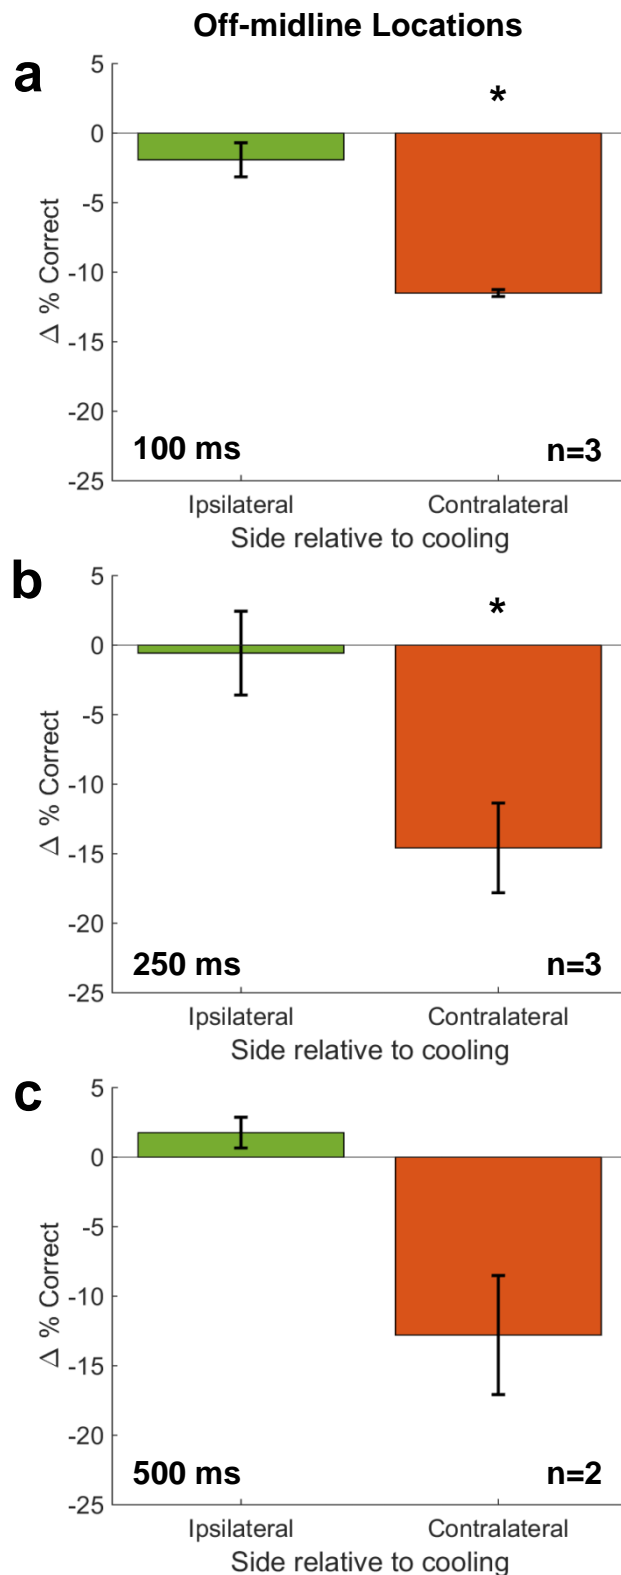 Off-midline Locations
a
5
*
0
-5
-10
-15
-20
-25
Δ % Correct
100 ms
n=3
Ipsilateral
Contralateral
Side relative to cooling
b
5
*
0
-5
-10
-15
-20
-25
Δ % Correct
250 ms
n=3
Ipsilateral
Contralateral
Side relative to cooling
c
5
0
-5
-10
-15
-20
-25
Δ % Correct
500 ms
n=2
Ipsilateral
Contralateral
Side relative to cooling